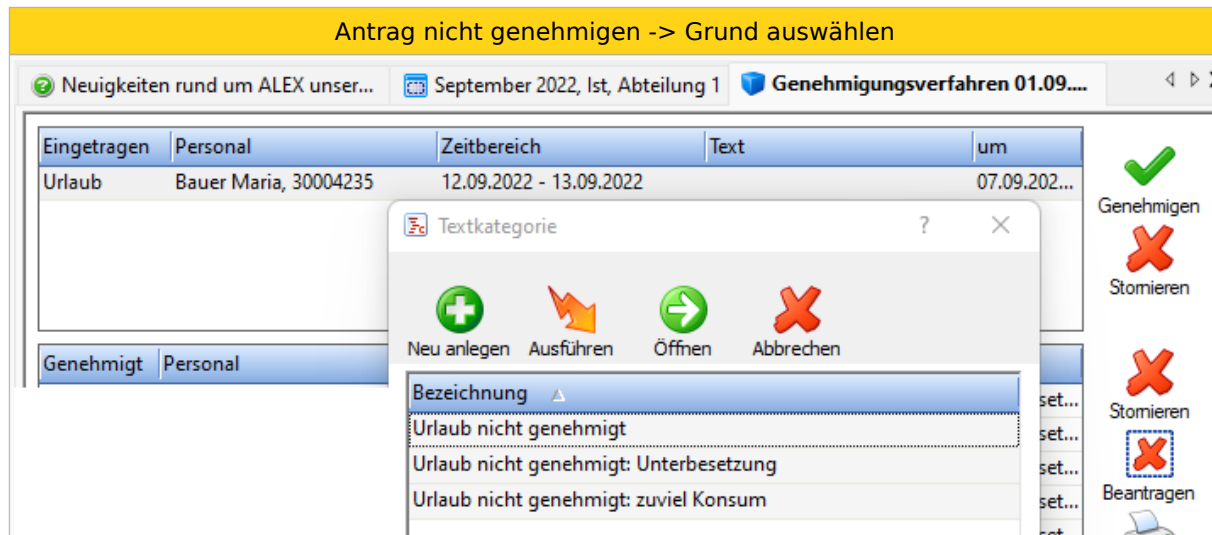 Antrag nicht genehmigen -> Grund auswählen
Neuigkeiten rund um ALEX unser... September 2022, Ist, Abteilung 1 Genehmigungsverfahren 01.09....
Eingetragen Personal Zeitbereich Text um
Urlaub Bauer Maria, 30004235 12.09.2022 - 13.09.2022 07.09.202...
Genehmigen
Stornieren
Textkategorie ?
Neu anlegen Ausführen Öffnen Abbrechen
Genehmigt Personal
Bezeichnung
Urlaub nicht genehmigt
Urlaub nicht genehmigt: Unterbesetzung
Urlaub nicht genehmigt: zuviel Konsum
set...
set...
set...
set...
Stornieren
Beantragen